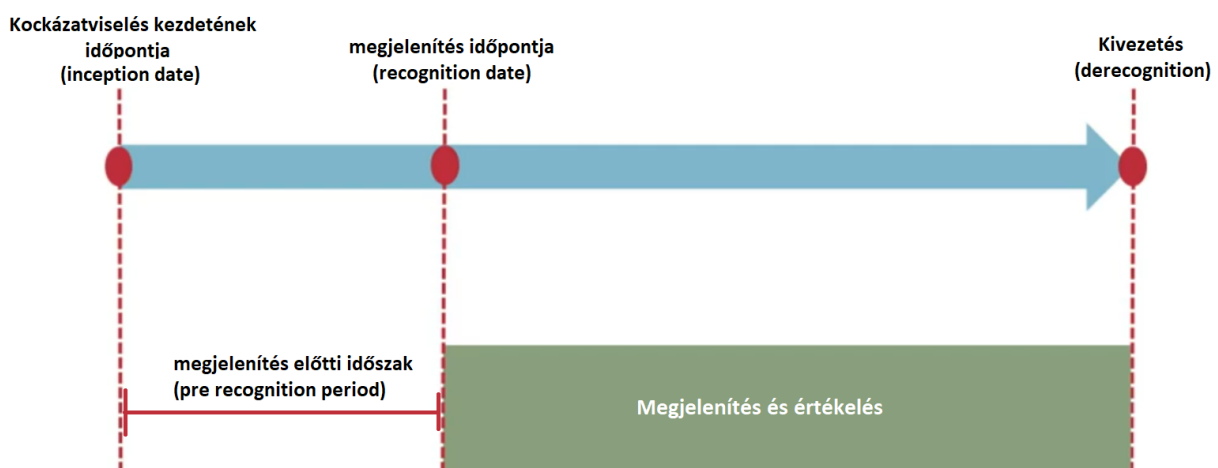 Kockázatviselés kezdetének
időpontja
(inception date)
megjelenítés időpontja
(recognition date)
Kivezetés
(derecognition)
megjelenítés előtti időszak
(pre recognition period)
Megjelenítés és értékelés